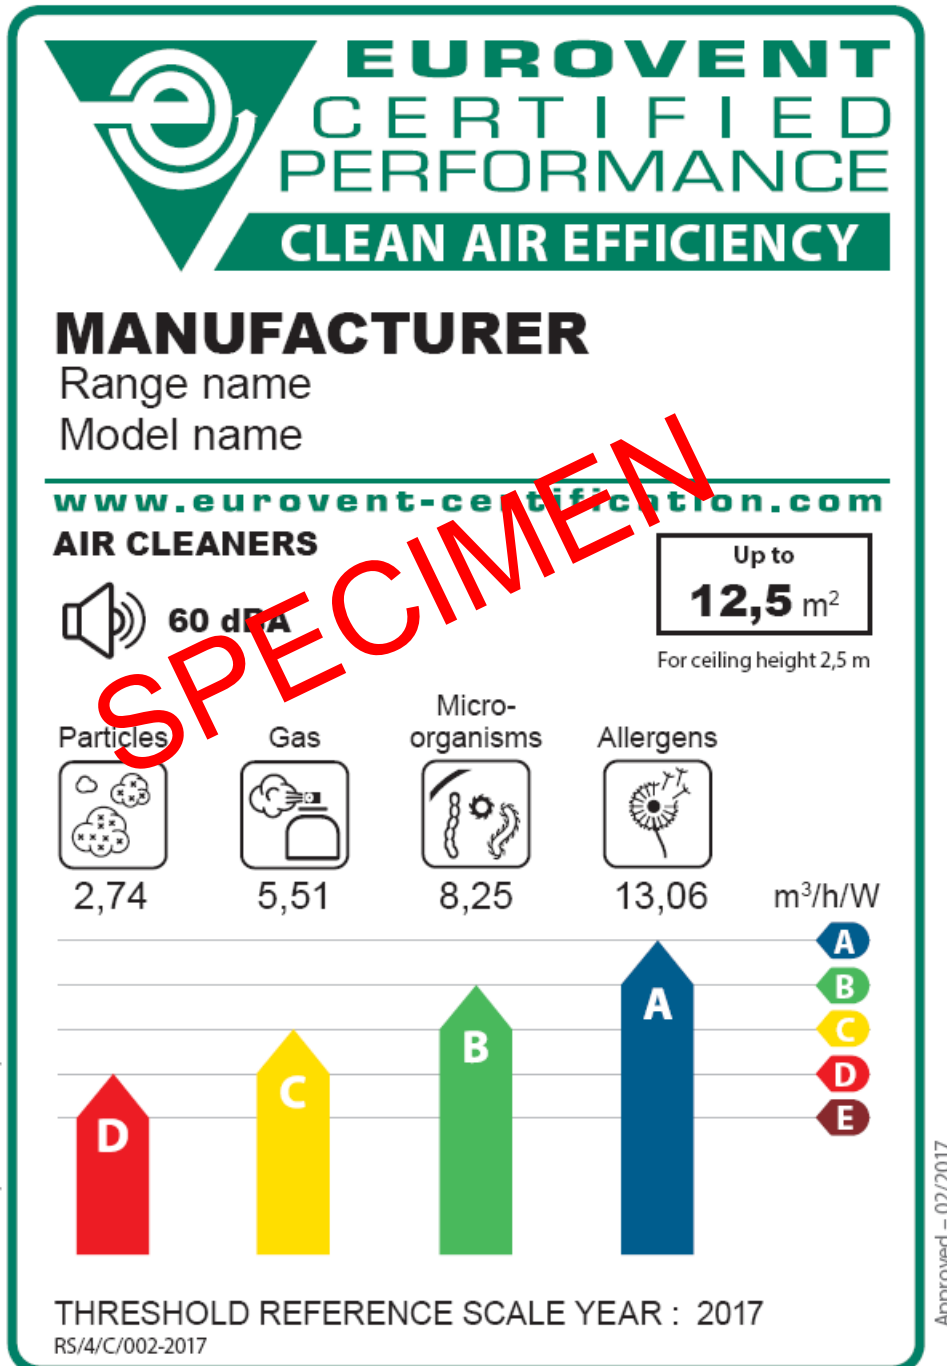 EUROVENT
CERTIFIED
PERFORMANCE
CLEAN AIR EFFICIENCY
MANUFACTURER
Range name
Model name
www.eurovent-certification.com
SPECIMEN
AIR CLEANERS
60 dBA
Up to
12,5 m²
For ceiling height 2,5 m
Particles Gas Micro-organisms Allergens
2,74 5,51 8,25 13,06 m³/h/W
A
B
C
D
E
D C B A
THRESHOLD REFERENCE SCALE YEAR : 2017
RS/4/C/002-2017
Approved – 02/2017